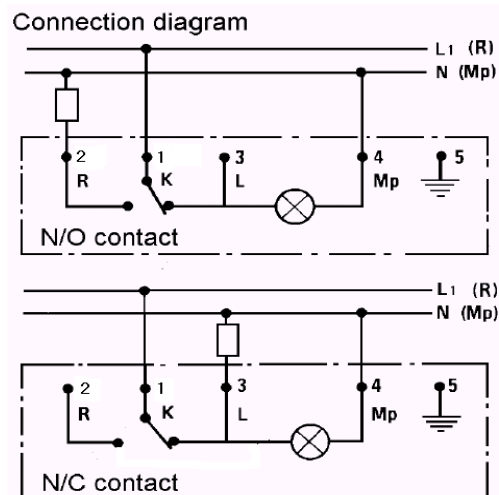 Connection diagram
L1 (R)
N (Mp)
2 1 3 4 5
R K L Mp
N/O contact
L1 (R)
N (Mp)
2 1 3 4 5
R K L Mp
N/C contact